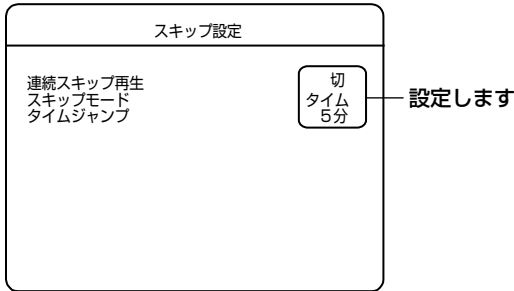 スキップ設定
連続スキップ再生 切
スキップモード タイム
タイムジャンプ 5分
設定します